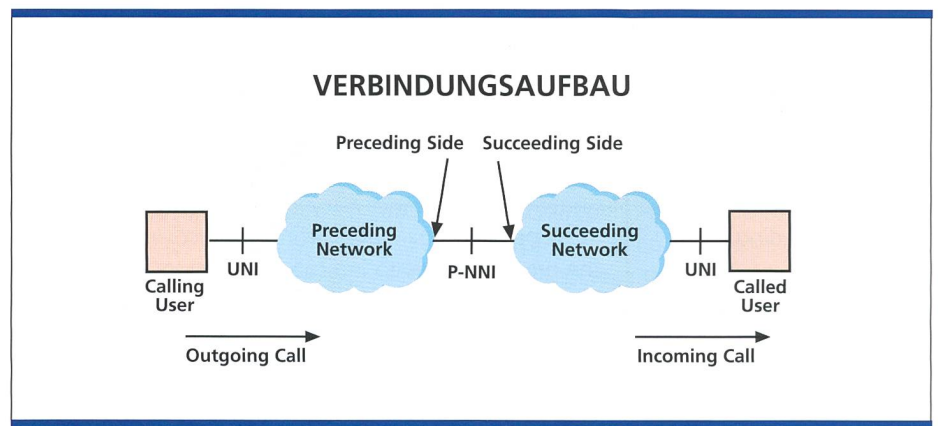 VERBINDUNGSAUFBAU
Preceding Side
Succeeding Side
Preceding
Network
Succeeding
Network
UNI
P-NNI
UNI
Calling
User
Called
User
Outgoing Call
Incoming Call